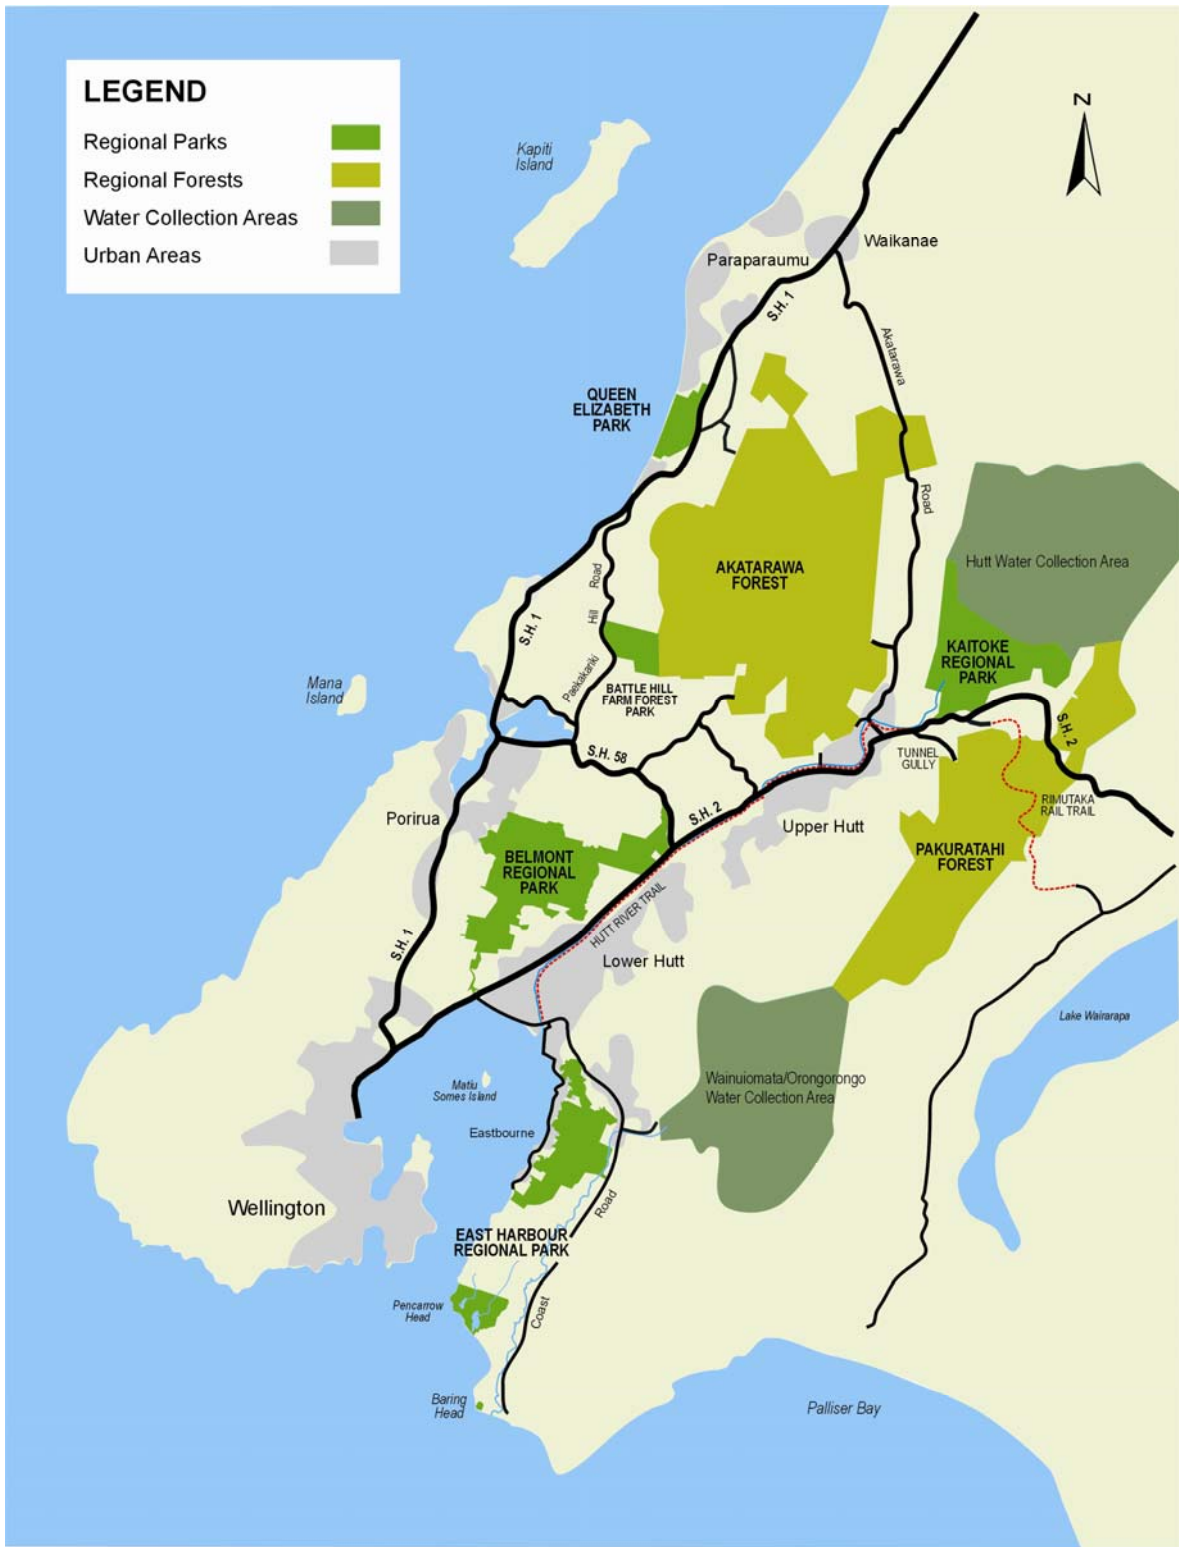 LEGEND
Regional Parks
Regional Forests
Water Collection Areas
Urban Areas
N
Kapiti
Island
Waikanae
Paraparaumu
S.H. 1
Akatarawa
Road
QUEEN
ELIZABETH
PARK
Hutt Water Collection Area
AKATARAWA
FOREST
Road
Hill
Paekakariki
S.H. 1
KAITOKE
REGIONAL
PARK
Mana
Island
BATTLE HILL
FARM FOREST
PARK
S.H. 58
S.H. 2
TUNNEL
GULLY
RIMUTAKA
RAIL TRAIL
S.H. 2
Porirua
Upper Hutt
PAKURATAHI
FOREST
BELMONT
REGIONAL
PARK
HUTT RIVER TRAIL
S.H. 1
Lower Hutt
Lake Wairarapa
Matiu
Somes Island
Wainuiomata/Orongorongo
Water Collection Area
Eastbourne
Wellington
Road
EAST HARBOUR
REGIONAL PARK
Pencarrow
Head
Coast
Baring
Head
Palliser Bay